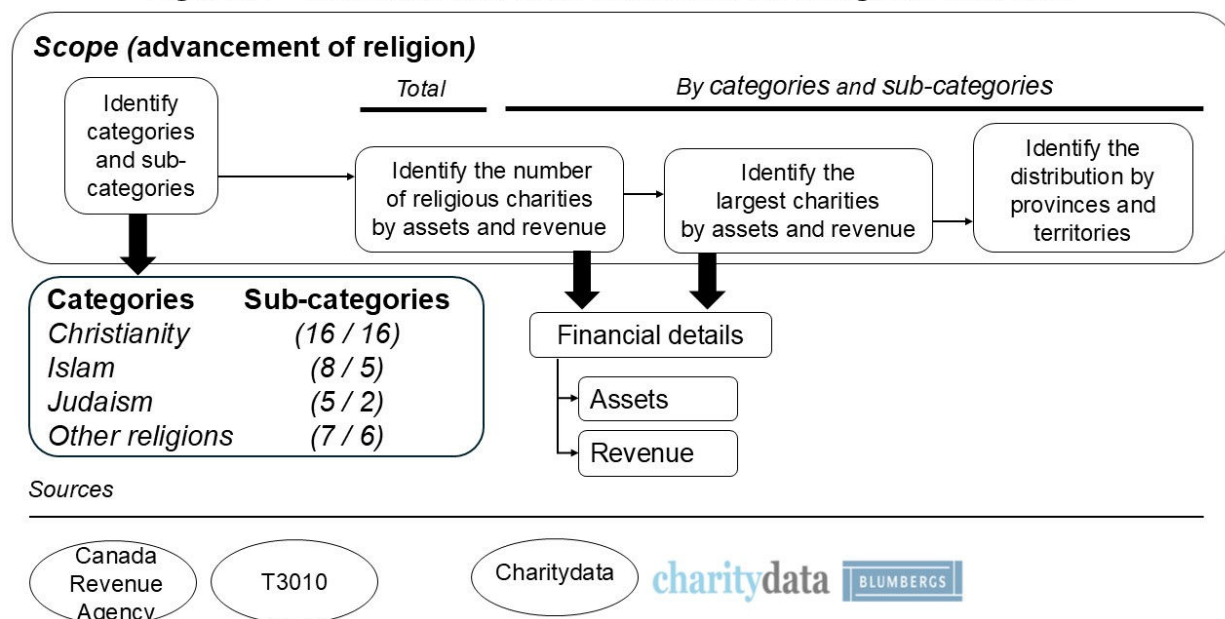 Scope (advancement of religion)
Identify
categories
and sub-
categories
Total
By categories and sub-categories
Identify the number
of religious charities
by assets and revenue
Identify the
largest charities
by assets and revenue
Identify the
distribution by
provinces and
territories
Categories Sub-categories
Christianity (16 / 16)
Islam (8 / 5)
Judaism (5 / 2)
Other religions (7 / 6)
Financial details
Assets
Revenue
Sources
Canada
Revenue
Agency
T3010
Charitydata
charitydata
BLUMBERGS